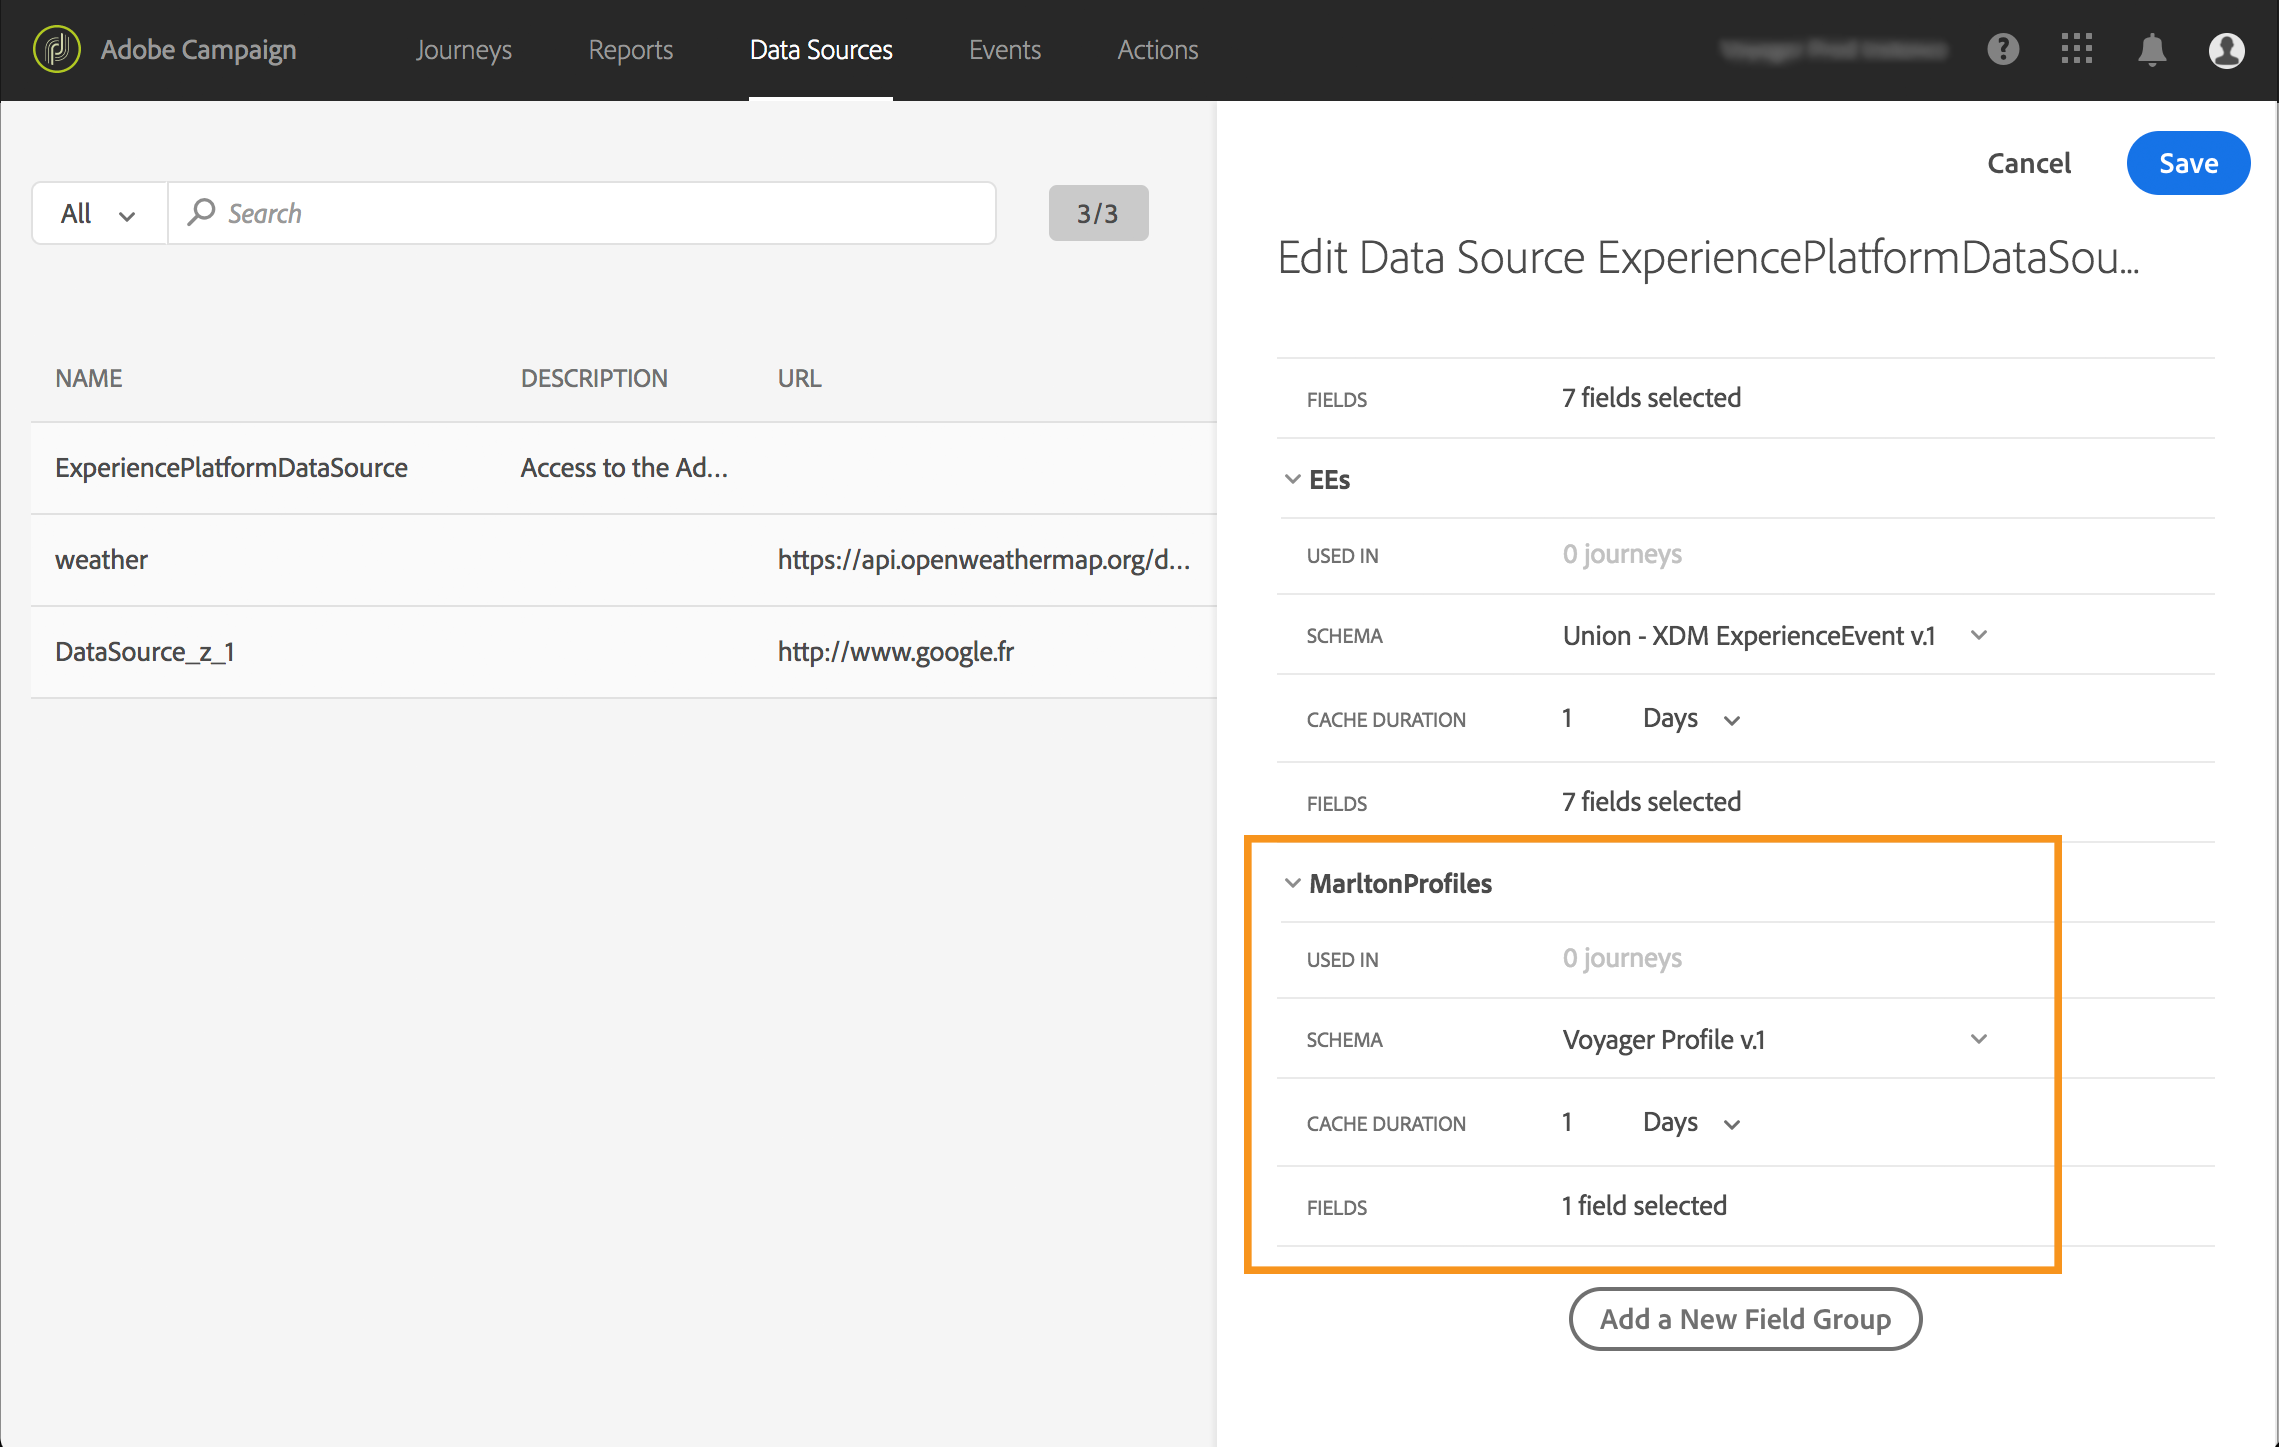 Adobe Campaign Journeys Reports Data Sources Events Actions
Cancel Save
All Search 3/3
Edit Data Source ExperiencePlatformDataSou...
NAME DESCRIPTION URL
ExperiencePlatformDataSource Access to the Ad...
weather https://api.openweathermap.org/d...
DataSource_z_1 http://www.google.fr
FIELDS 7 fields selected
EEs
USED IN 0 journeys
SCHEMA Union - XDM ExperienceEvent v.1
CACHE DURATION 1 Days
FIELDS 7 fields selected
MarltonProfiles
USED IN 0 journeys
SCHEMA Voyager Profile v.1
CACHE DURATION 1 Days
FIELDS 1 field selected
Add a New Field Group